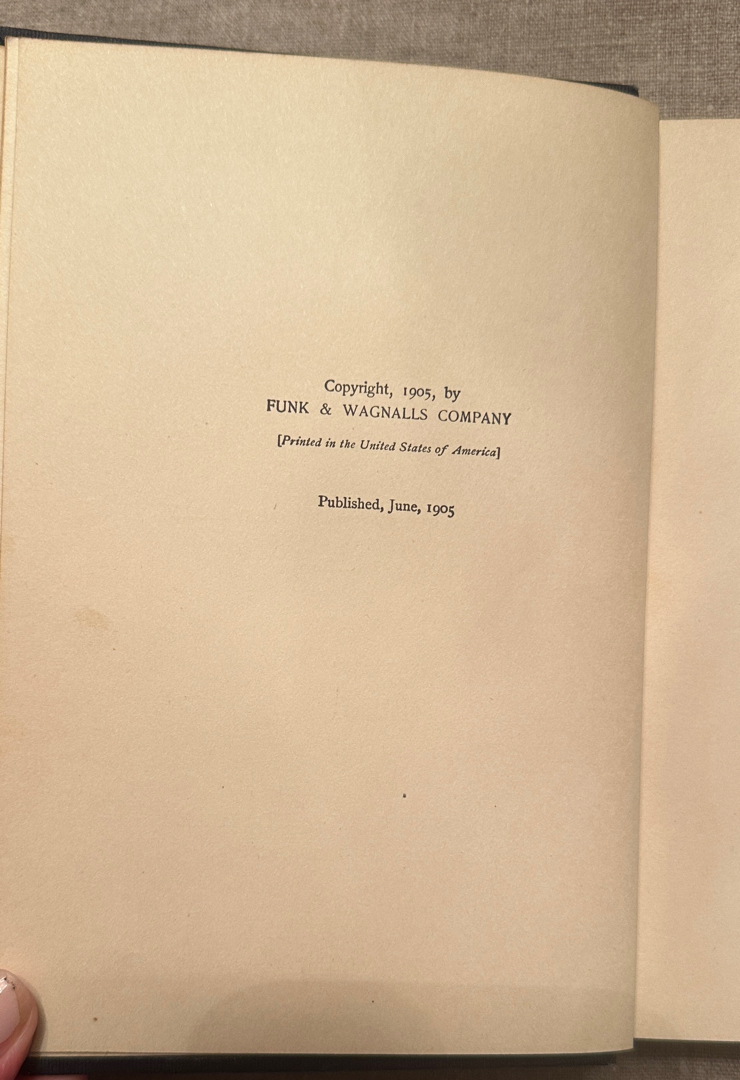 Copyright, 1905, by
FUNK & WAGNALLS COMPANY
[Printed in the United States of America]
Published, June, 1905